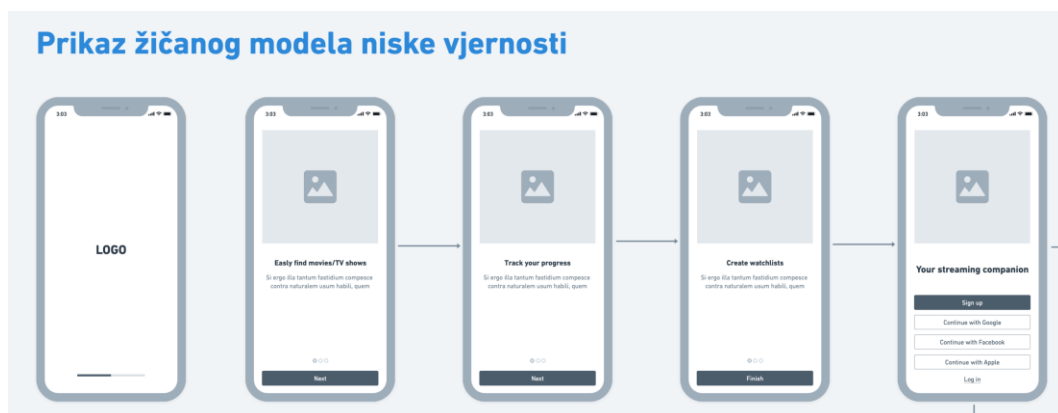 Prikaz žičanog modela niske vjernosti
3:03
LOGO
3:03
Easly find movies/TV shows
Si ergo illa tantum fastidium compesce
contra naturalem usum habili, quem
Next
3:03
Track your progress
Si ergo illa tantum fastidium compesce
contra naturalem usum habili, quem
Next
3:03
Create watchlists
Si ergo illa tantum fastidium compesce
contra naturalem usum habili, quem
Finish
3:03
Your streaming companion
Sign up
Continue with Google
Continue with Facebook
Continue with Apple
Log in